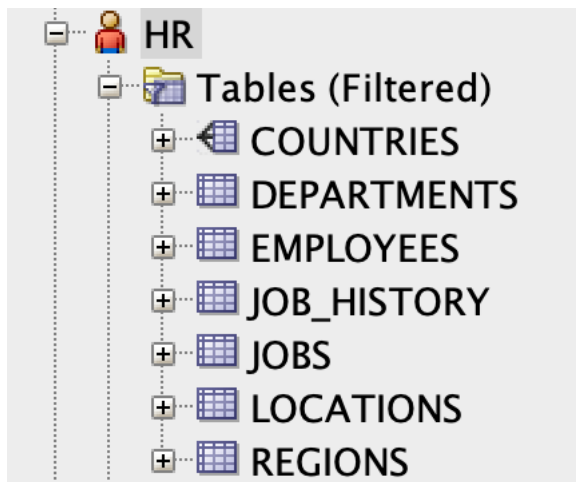 HR
Tables (Filtered)
COUNTRIES
DEPARTMENTS
EMPLOYEES
JOB_HISTORY
JOBS
LOCATIONS
REGIONS